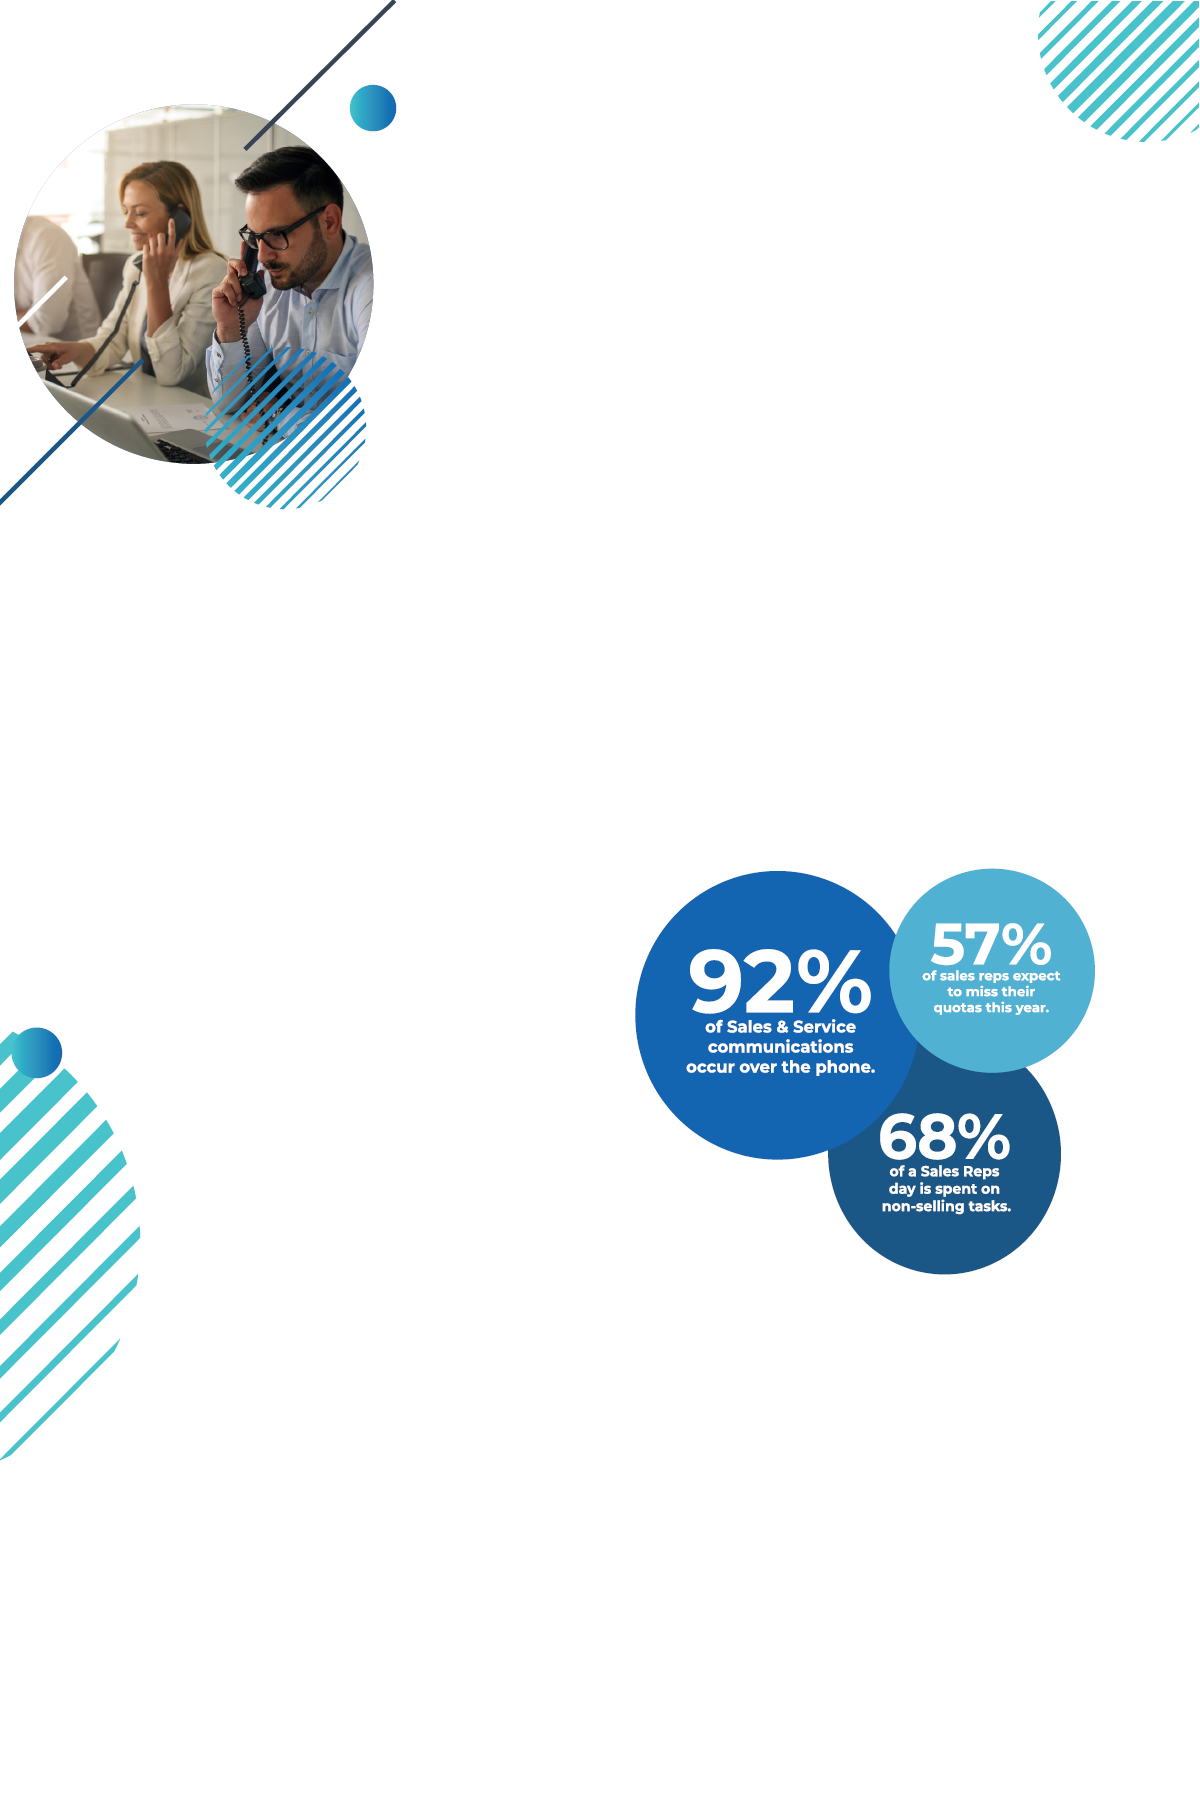 92%
of Sales & Service
communications
occur over the phone.
57%
of sales reps expect
to miss their
quotas this year.
68%
of a Sales Reps
day is spent on
non-selling tasks.